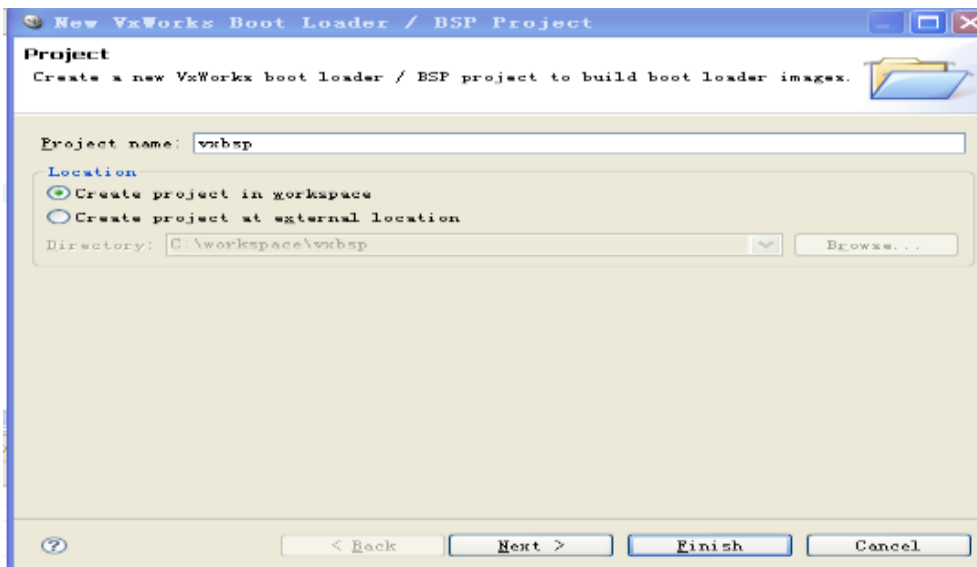 New VxWorks Boot Loader / BSP Project
Project
Create a new VxWorks boot loader / BSP project to build boot loader images.
Project name: vxbsp
Location
Create project in workspace
Create project at external location
Directory: C:\workspace\vxbsp Browse...
< Back Next > Finish Cancel